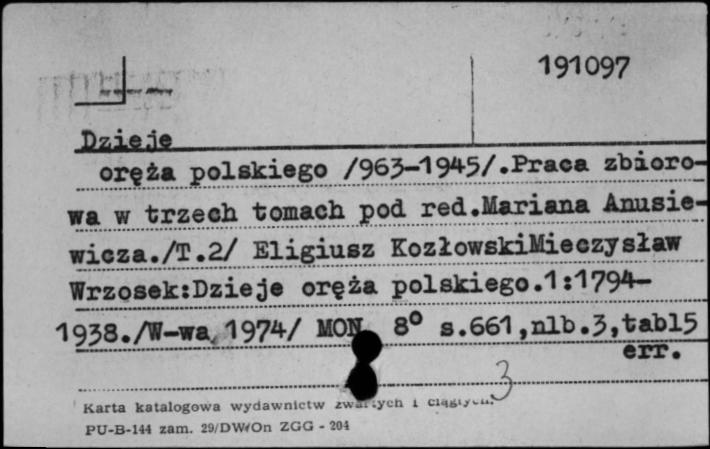 191097
Dzieje
oręża polskiego /963-1945/.Praca zbioro-
wa w trzech tomach pod red.Mariana Anusie-
wicza./T.2/ Eligiusz KozłowskiMieczysław
Wrzosek:Dzieje oręża polskiego.1:1794-
1938./W-wa 1974/ MON 8° s.661,nlb.3,tabl5
err.
3
Karta katalogowa wydawnictw zwartych i ciągłych.
PU-B-144 zam. 29/DW/On ZGG - 204